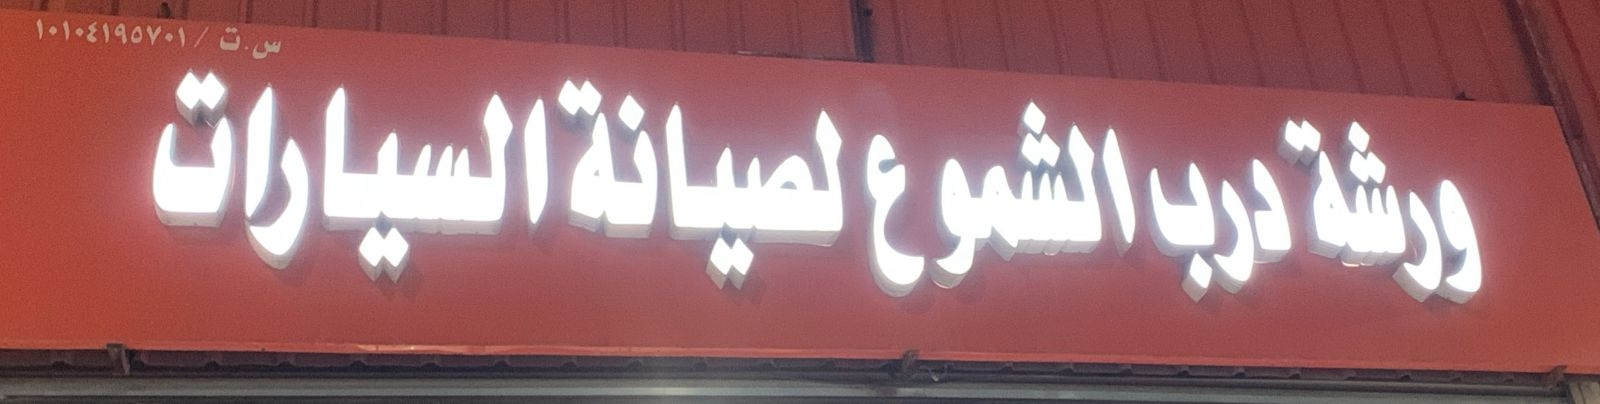 س.ت / ١٠١٠٤١٩٥٧٠١
ورشة درب الشموع لصيانة السيارات